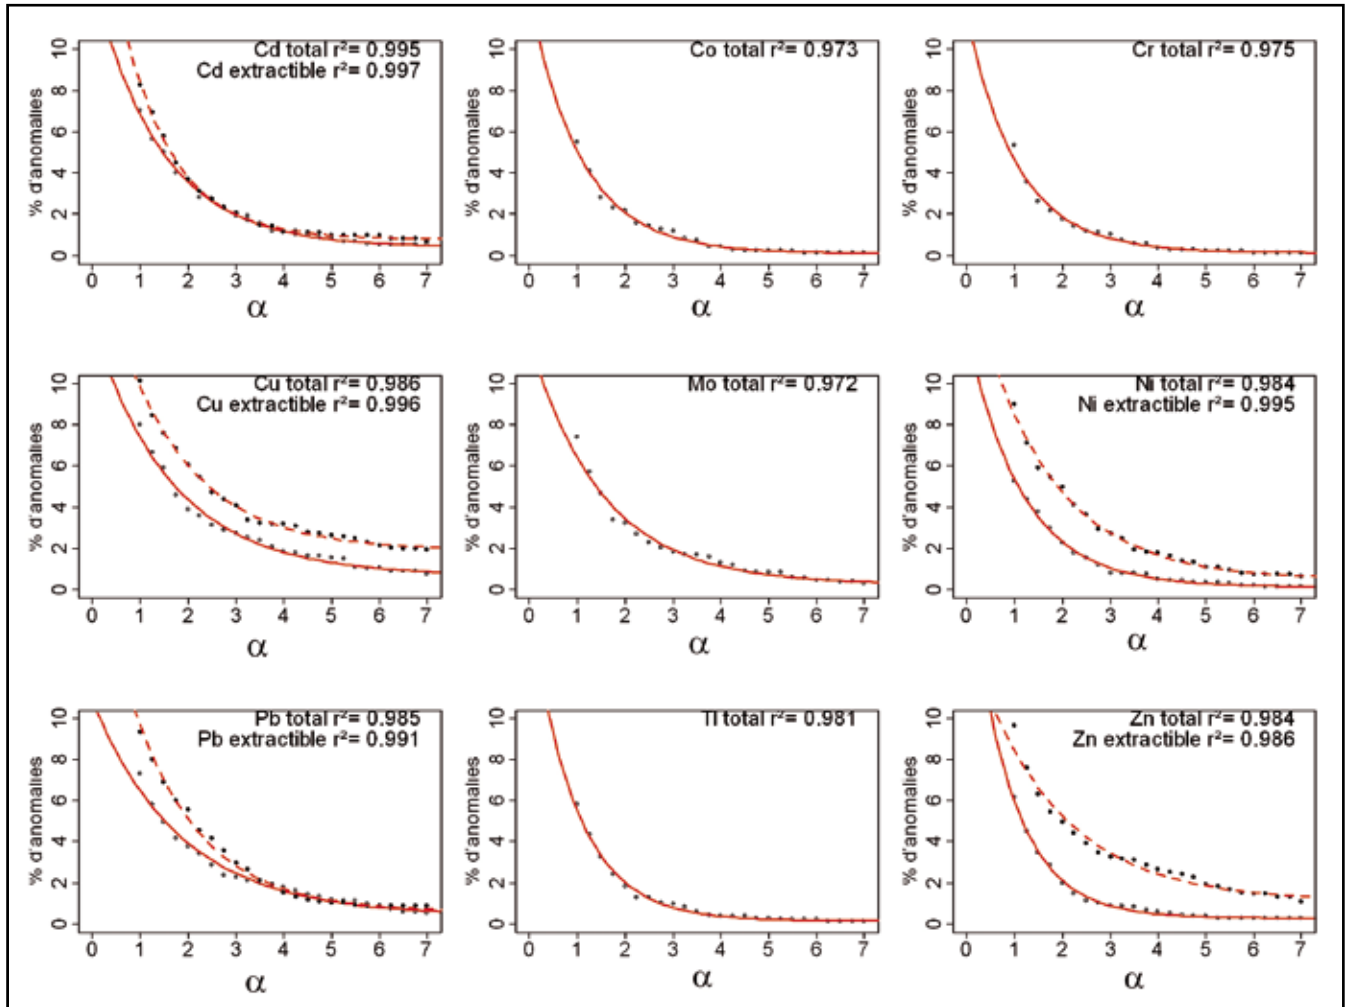 Cd total r²= 0.995
Cd extractible r²= 0.997
% d'anomalies
0 2 4 6 8 10
0 1 2 3 4 5 6 7
α
Co total r²= 0.973
% d'anomalies
0 2 4 6 8 10
0 1 2 3 4 5 6 7
α
Cr total r²= 0.975
% d'anomalies
0 2 4 6 8 10
0 1 2 3 4 5 6 7
α
Cu total r²= 0.986
Cu extractible r²= 0.996
% d'anomalies
0 2 4 6 8 10
0 1 2 3 4 5 6 7
α
Mo total r²= 0.972
% d'anomalies
0 2 4 6 8 10
0 1 2 3 4 5 6 7
α
Ni total r²= 0.984
Ni extractible r²= 0.995
% d'anomalies
0 2 4 6 8 10
0 1 2 3 4 5 6 7
α
Pb total r²= 0.985
Pb extractible r²= 0.991
% d'anomalies
0 2 4 6 8 10
0 1 2 3 4 5 6 7
α
Tl total r²= 0.981
% d'anomalies
0 2 4 6 8 10
0 1 2 3 4 5 6 7
α
Zn total r²= 0.984
Zn extractible r²= 0.986
% d'anomalies
0 2 4 6 8 10
0 1 2 3 4 5 6 7
α